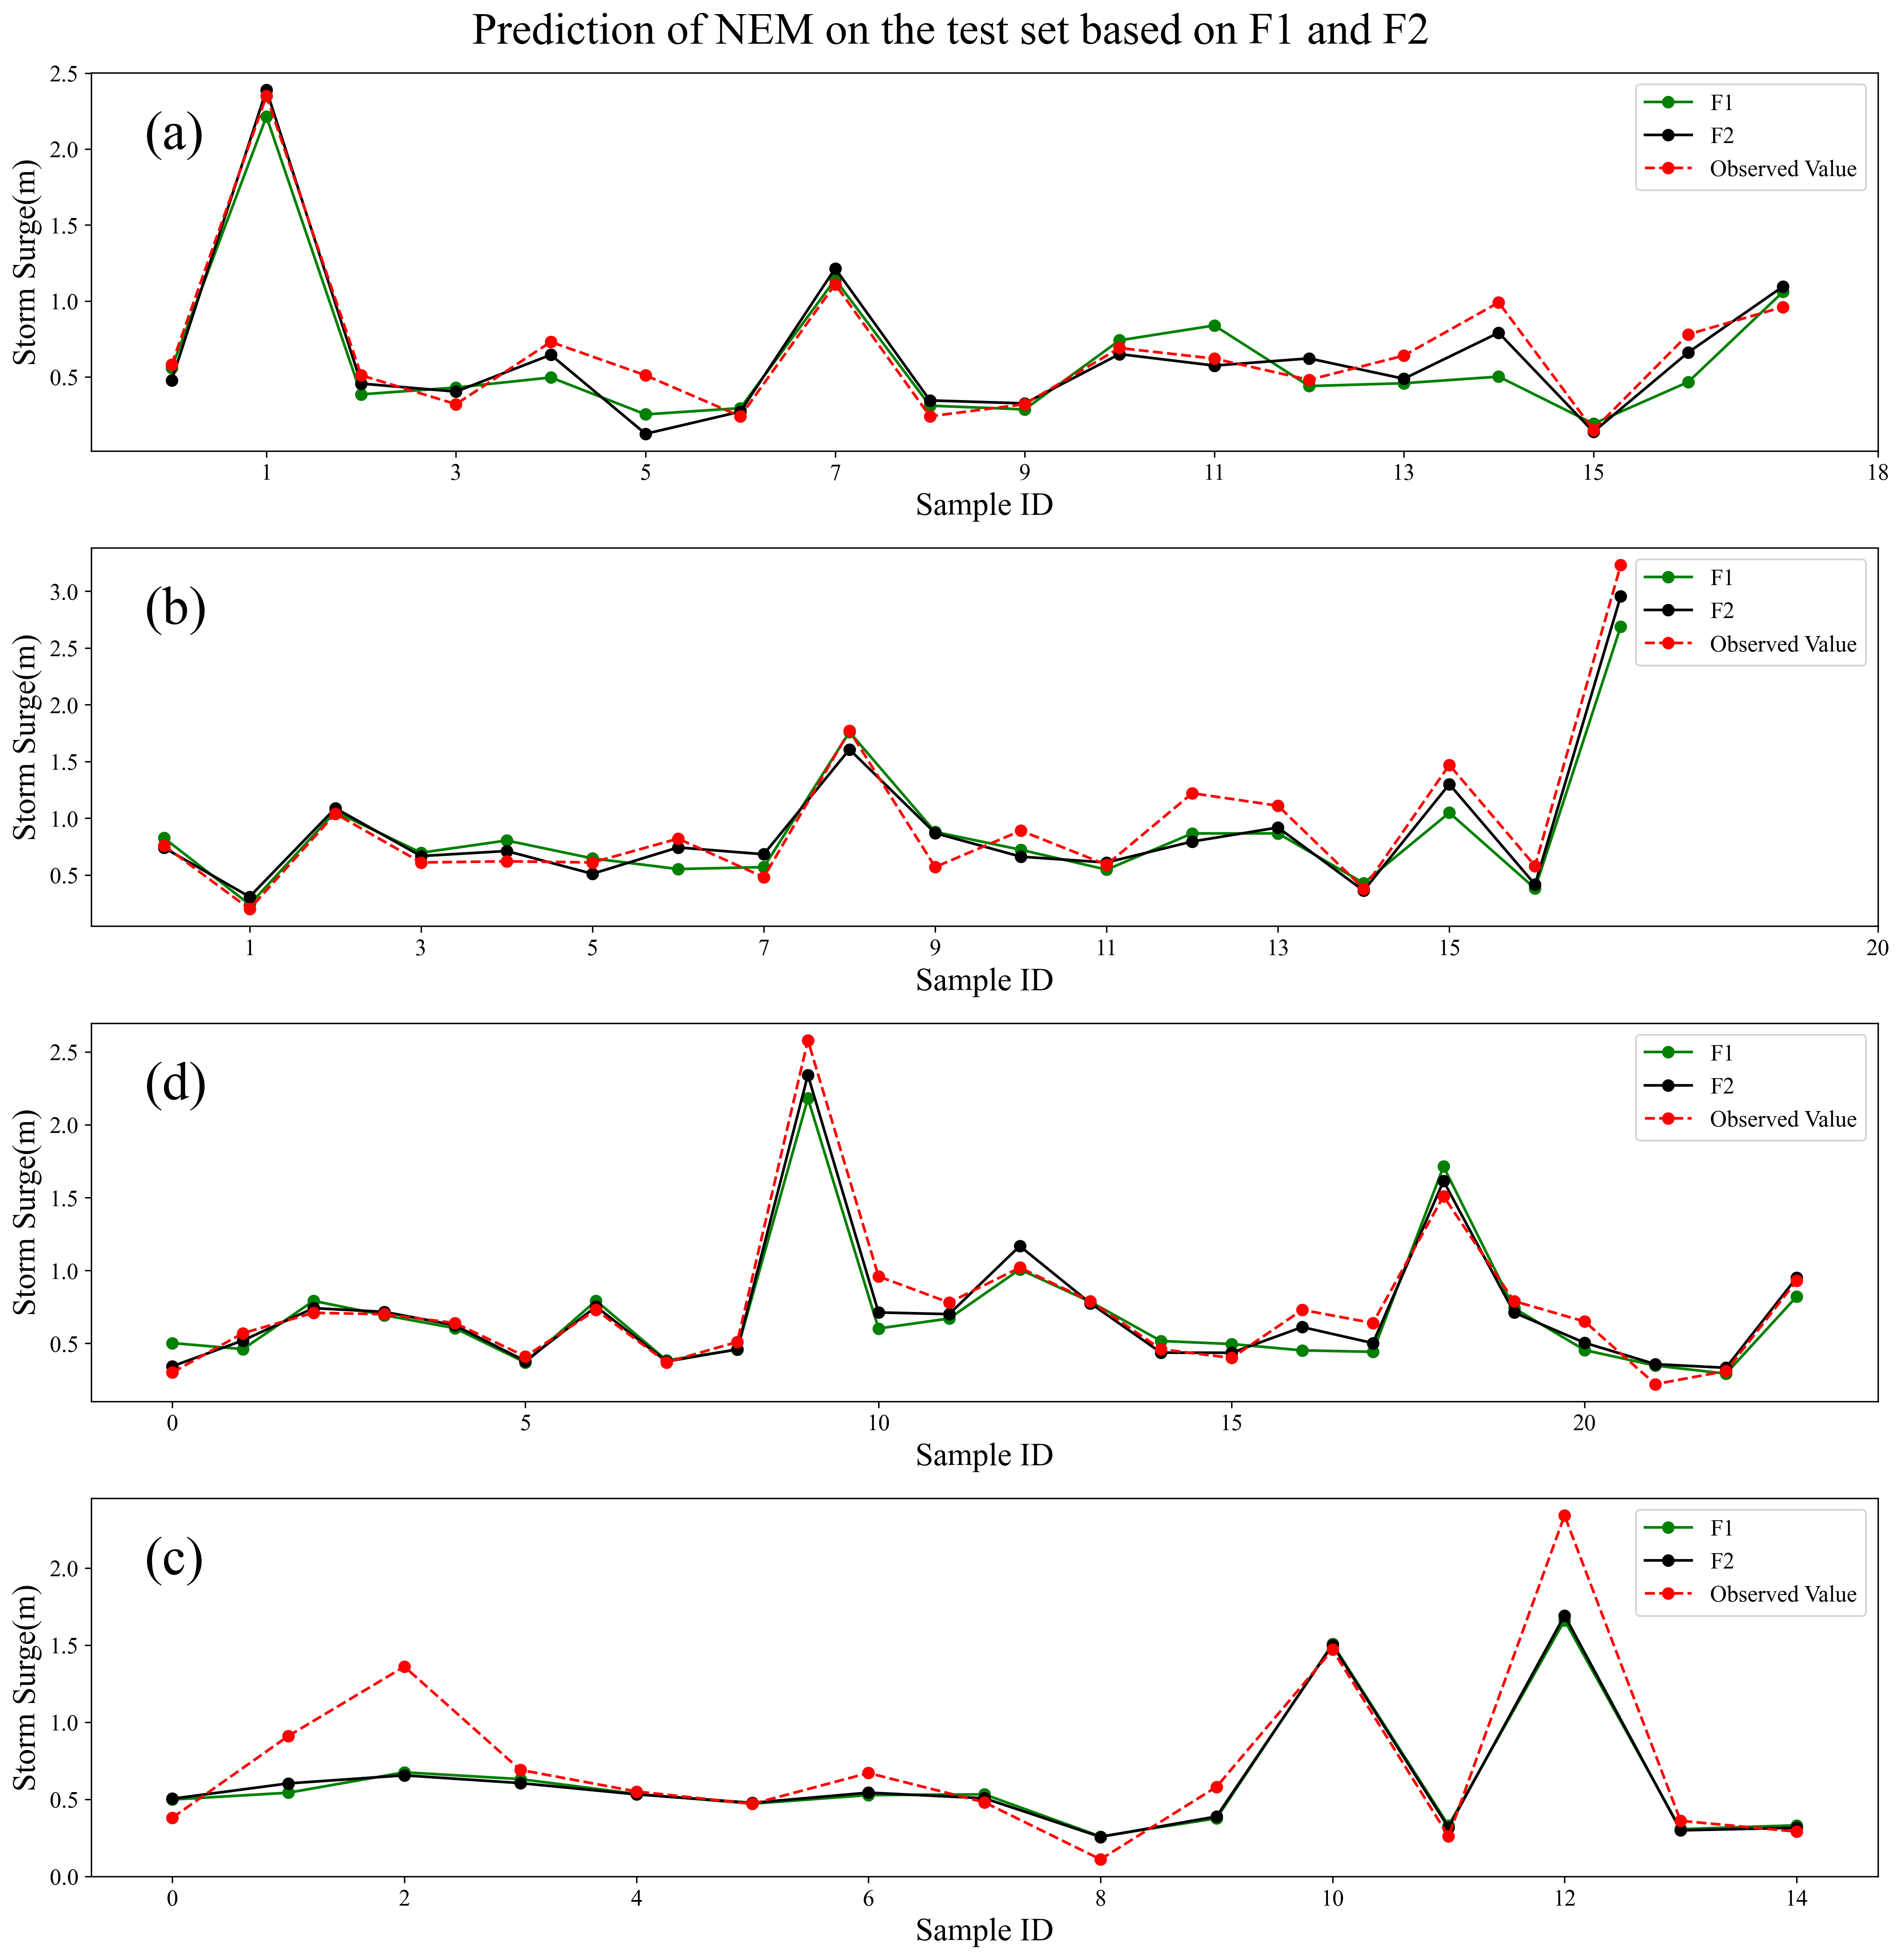 Prediction of NEM on the test set based on F1 and F2
(a)
F1
F2
Observed Value
Storm Surge(m)
2.5
2.0
1.5
1.0
0.5
1 3 5 7 9 11 13 15 18
Sample ID
(b)
F1
F2
Observed Value
Storm Surge(m)
3.0
2.5
2.0
1.5
1.0
0.5
1 3 5 7 9 11 13 15 20
Sample ID
(d)
F1
F2
Observed Value
Storm Surge(m)
2.5
2.0
1.5
1.0
0.5
0 5 10 15 20
Sample ID
(c)
F1
F2
Observed Value
Storm Surge(m)
2.0
1.5
1.0
0.5
0.0
0 2 4 6 8 10 12 14
Sample ID